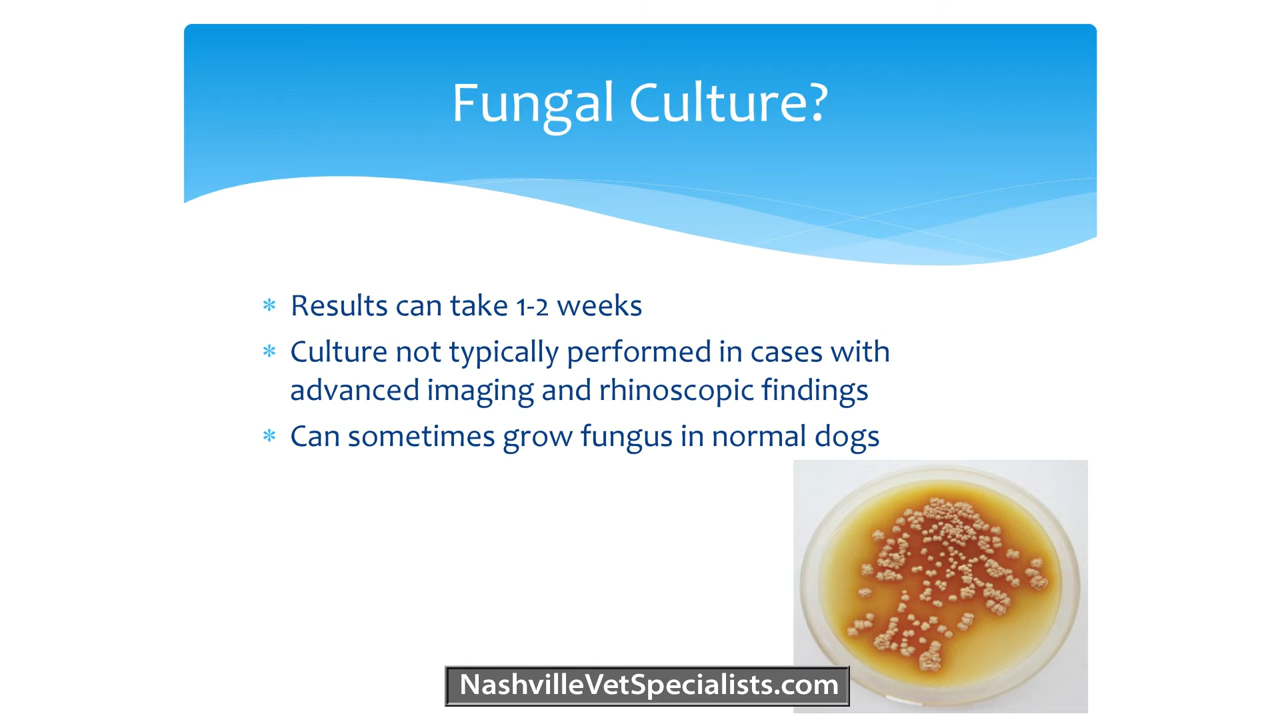 Fungal Culture?
* Results can take 1-2 weeks
* Culture not typically performed in cases with
advanced imaging and rhinoscopic findings
* Can sometimes grow fungus in normal dogs
NashvilleVetSpecialists.com